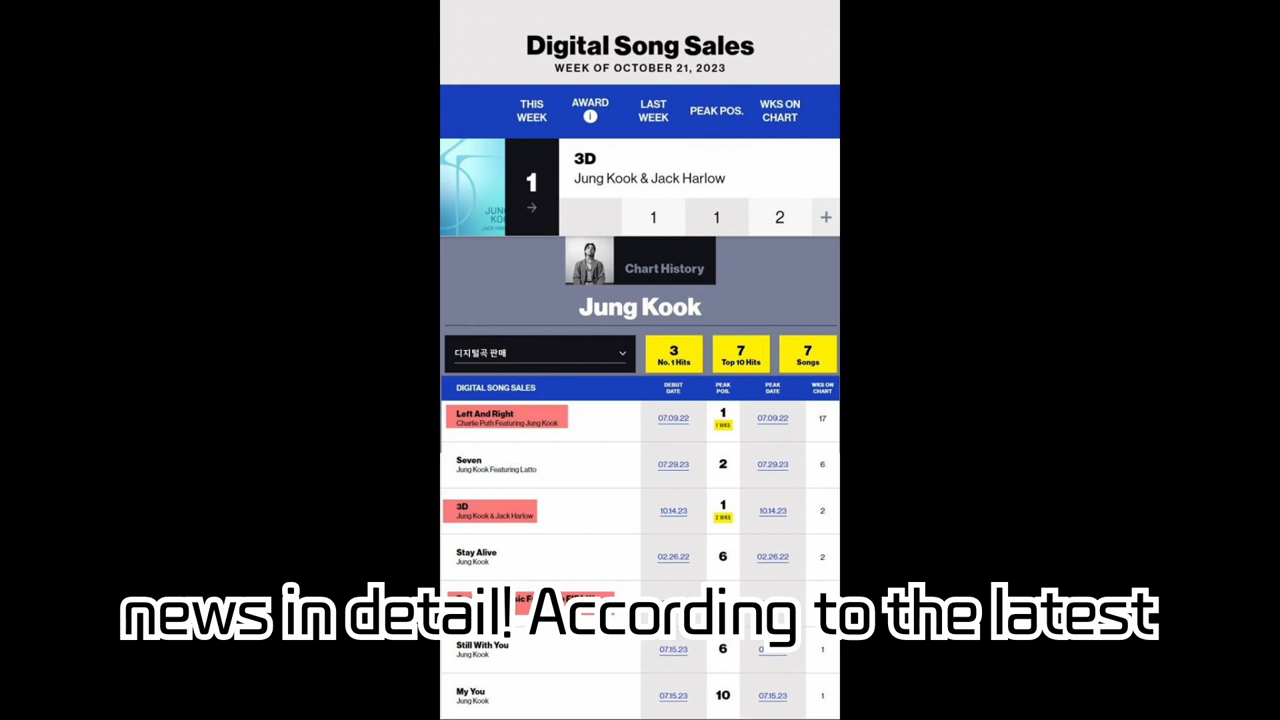 Digital Song Sales
WEEK OF OCTOBER 21, 2023
THIS WEEK AWARD i LAST WEEK PEAK POS. WKS ON CHART
JUNG KOOK
JACK
1
3D
Jung Kook & Jack Harlow
1 1 2 +
Chart History
Jung Kook
디지털곡 판매
3 No. 1 Hits
7 Top 10 Hits
7 Songs
DIGITAL SONG SALES DEBUT DATE PEAK POS. PEAK DATE WKS ON CHART
Left And Right
Charlie Puth Featuring Jung Kook
07.09.22 1 07.09.22 17
1 WKS
Seven
Jung Kook Featuring Latto
07.29.23 2 07.29.23 6
3D
Jung Kook & Jack Harlow
10.14.23 1 10.14.23 2
2 WKS
Stay Alive
Jung Kook
02.26.22 6 02.26.22 2
news in detail! According to the latest
Still With You
Jung Kook
07.15.23 6 1
My You
Jung Kook
07.15.23 10 07.15.23 1